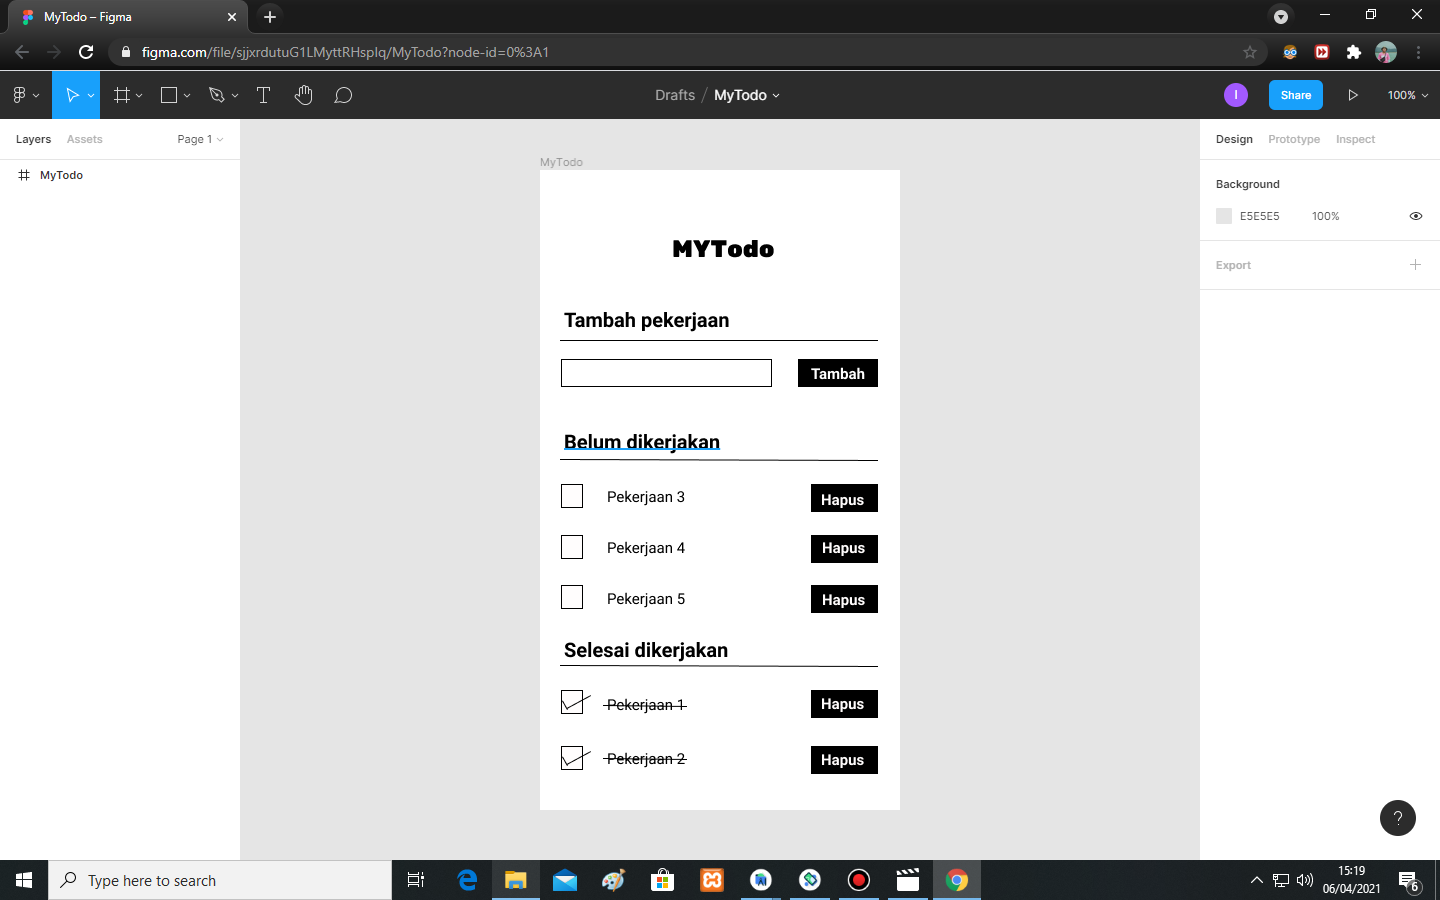 MyTodo – Figma
figma.com/file/sjjxrdutuG1LMyttRHsplq/MyTodo?node-id=0%3A1
Drafts / MyTodo
I
Share
100%
Layers
Assets
Page 1
MyTodo
MyTodo
MYTodo
Tambah pekerjaan
Tambah
Belum dikerjakan
Pekerjaan 3
Hapus
Pekerjaan 4
Hapus
Pekerjaan 5
Hapus
Selesai dikerjakan
Pekerjaan 1
Hapus
Pekerjaan 2
Hapus
Design
Prototype
Inspect
Background
E5E5E5
100%
Export
?
Type here to search
15:19
06/04/2021
6